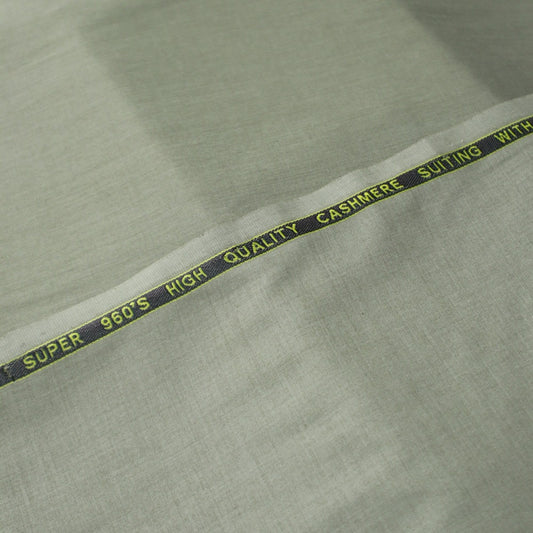 SUPER 960'S HIGH QUALITY CASHMERE SUITING WITH